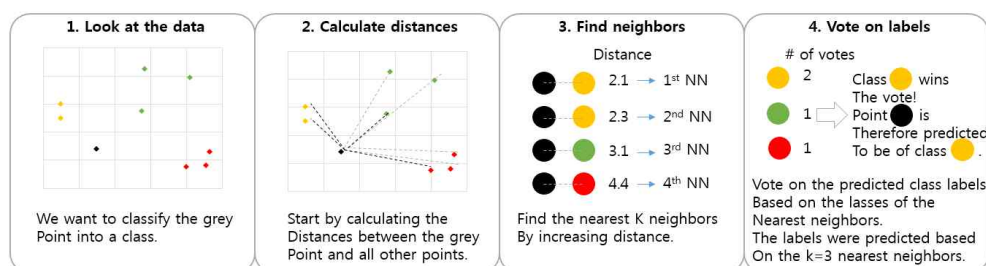 1. Look at the data
We want to classify the grey
Point into a class.
2. Calculate distances
Start by calculating the
Distances between the grey
Point and all other points.
3. Find neighbors
Distance
2.1 → 1st NN
2.3 → 2nd NN
3.1 → 3rd NN
4.4 → 4th NN
Find the nearest K neighbors
By increasing distance.
4. Vote on labels
# of votes
2
1
1
Class wins
The vote!
Point is
Therefore predicted
To be of class .
Vote on the predicted class labels
Based on the lasses of the
Nearest neighbors.
The labels were predicted based
On the k=3 nearest neighbors.